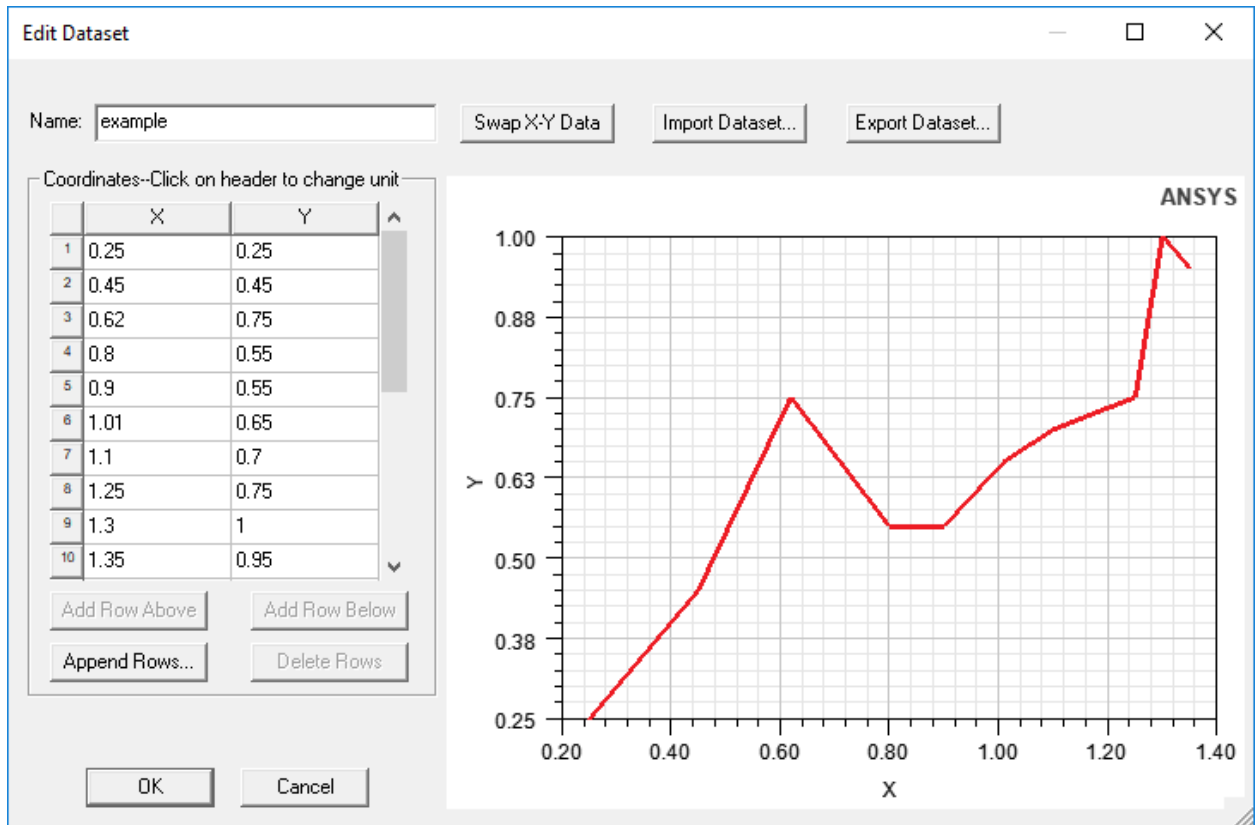 Edit Dataset
Name: example
Swap X-Y Data
Import Dataset...
Export Dataset...
Coordinates--Click on header to change unit
X Y
1 0.25 0.25
2 0.45 0.45
3 0.62 0.75
4 0.8 0.55
5 0.9 0.55
6 1.01 0.65
7 1.1 0.7
8 1.25 0.75
9 1.3 1
10 1.35 0.95
Add Row Above
Add Row Below
Append Rows...
Delete Rows
OK
Cancel
ANSYS
1.00
0.88
0.75
0.63
0.50
0.38
0.25
Y
0.20 0.40 0.60 0.80 1.00 1.20 1.40
X